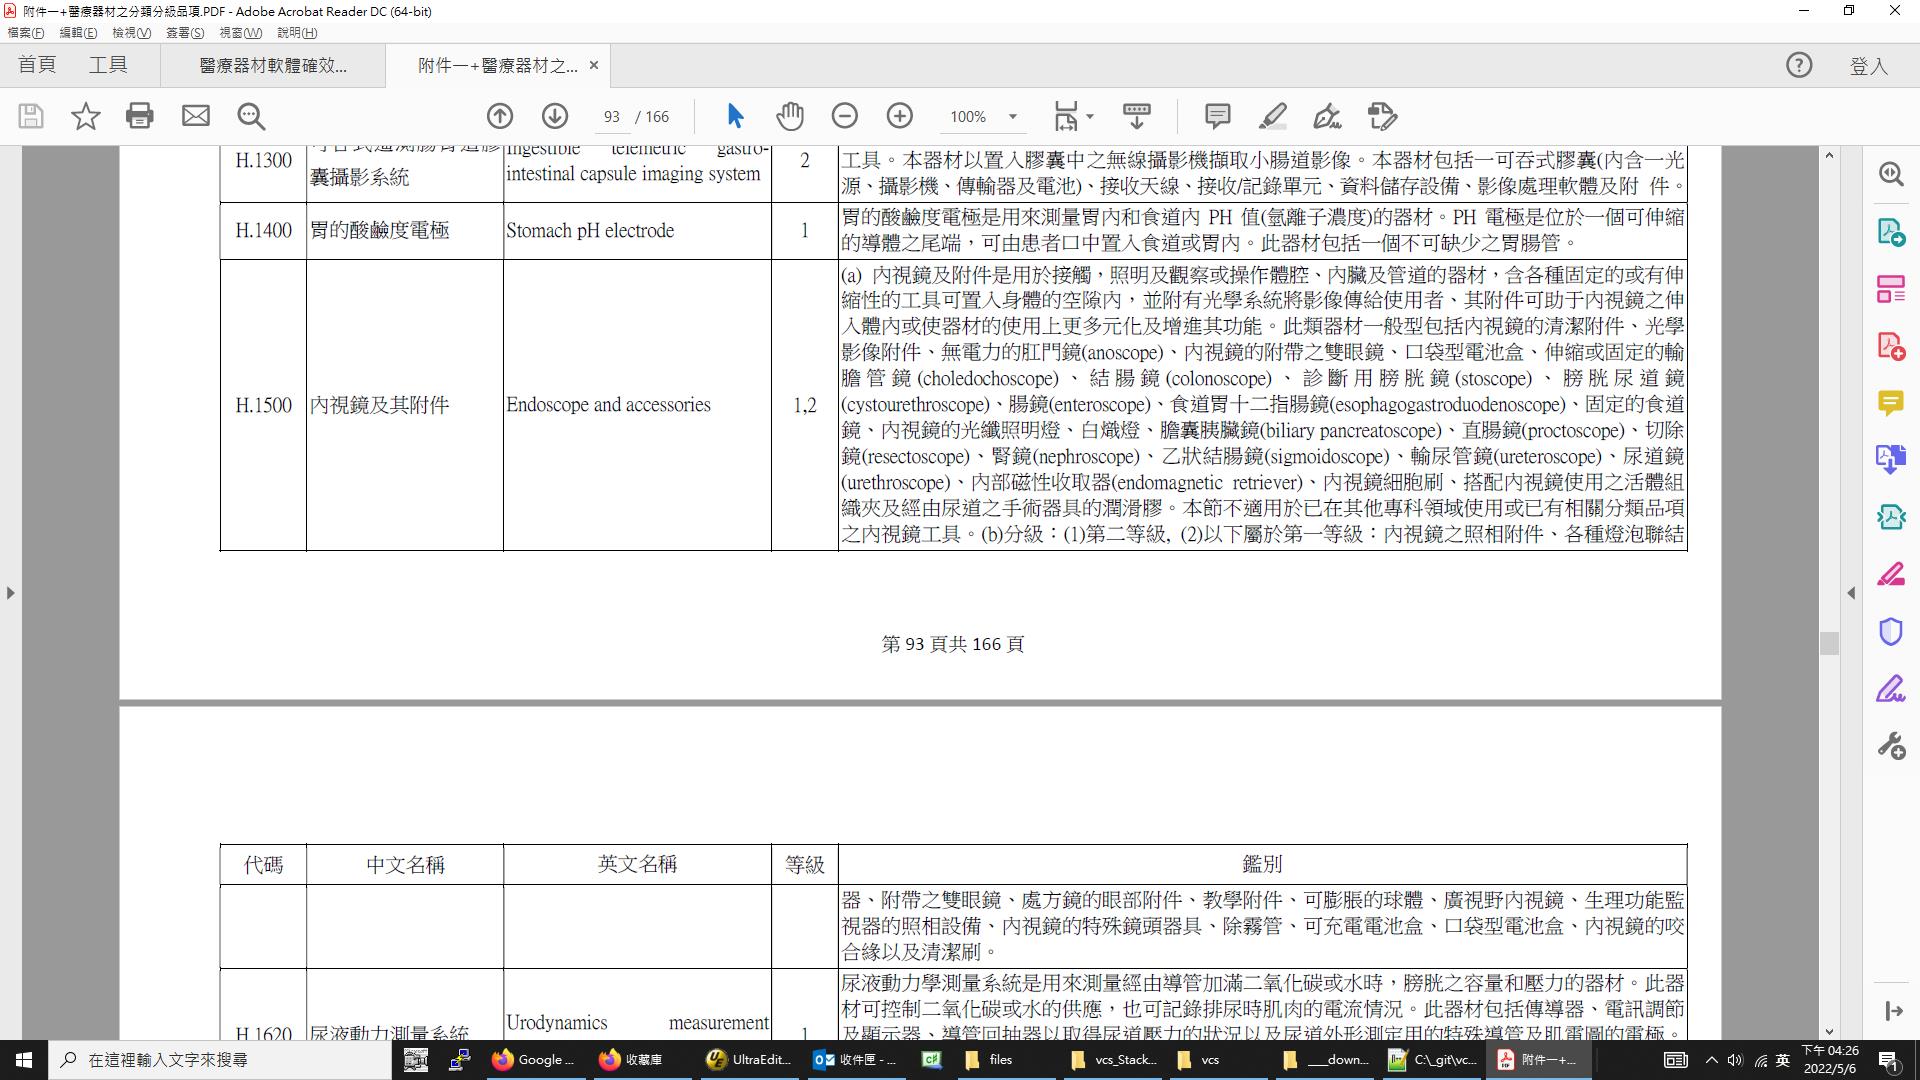 附件一+醫療器材之分類分級品項.PDF - Adobe Acrobat Reader DC (64-bit)
檔案(F) 編輯(E) 檢視(V) 簽署(S) 視窗(W) 說明(H)
首頁 工具 醫療器材軟體確效... 附件一+醫療器材之... × 登入
93 / 166 100%
H.1300 囊攝影系統 ingestible telemetric gastro-
intestinal capsule imaging system 2
工具。本器材以置入膠囊中之無線攝影機擷取小腸道影像。本器材包括一可吞式膠囊(內含一光
源、攝影機、傳輸器及電池)、接收天線、接收/記錄單元、資料儲存設備、影像處理軟體及附 件。
H.1400 胃的酸鹼度電極 Stomach pH electrode 1
胃的酸鹼度電極是用來測量胃內和食道內 PH 值(氫離子濃度)的器材。PH 電極是位於一個可伸縮
的導體之尾端，可由患者口中置入食道或胃內。此器材包括一個不可缺少之胃腸管。
H.1500 內視鏡及其附件 Endoscope and accessories 1,2
(a) 內視鏡及附件是用於接觸，照明及觀察或操作體腔、內臟及管道的器材，含各種固定的或有伸
縮性的工具可置入身體的空隙內，並附有光學系統將影像傳給使用者、其附件可助于內視鏡之伸
入體內或使器材的使用上更多元化及增進其功能。此類器材一般型包括內視鏡的清潔附件、光學
影像附件、無電力的肛門鏡(anoscope)、內視鏡的附帶之雙眼鏡、口袋型電池盒、伸縮或固定的輸
膽管鏡(choledochoscope)、結腸鏡(colonoscope)、診斷用膀胱鏡(stoscope)、膀胱尿道鏡
(cystourethroscope)、腸鏡(enteroscope)、食道胃十二指腸鏡(esophagogastroduodenoscope)、固定的食道
鏡、內視鏡的光纖照明燈、白熾燈、膽囊胰臟鏡(biliary pancreatoscope)、直腸鏡(proctoscope)、切除
鏡(resectoscope)、腎鏡(nephroscope)、乙狀結腸鏡(sigmoidoscope)、輸尿管鏡(ureteroscope)、尿道鏡
(urethroscope)、內部磁性收取器(endomagnetic retriever)、內視鏡細胞刷、搭配內視鏡使用之活體組
織夾及經由尿道之手術器具的潤滑膠。本節不適用於已在其他專科領域使用或已有相關分類品項
之內視鏡工具。(b)分級：(1)第二等級, (2)以下屬於第一等級：內視鏡之照相附件、各種燈泡聯結
第 93 頁共 166 頁
代碼 中文名稱 英文名稱 等級 鑑別
器、附帶之雙眼鏡、處方鏡的眼部附件、教學附件、可膨脹的球體、廣視野內視鏡、生理功能監
視器的照相設備、內視鏡的特殊鏡頭器具、除霧管、可充電電池盒、口袋型電池盒、內視鏡的咬
合緣以及清潔刷。
H.1620 尿液動力測量系統 Urodynamics measurement 1
尿液動力學測量系統是用來測量經由導管加滿二氧化碳或水時，膀胱之容量和壓力的器材。此器
材可控制二氧化碳或水的供應，也可記錄排尿時肌肉的電流情況。此器材包括傳導器、電訊調節
及顯示器、導管回抽器以取得尿道壓力的狀況以及尿道外形測定用的特殊導管及肌電圖的電極。
在這裡輸入文字來搜尋 Google ... 收藏庫 UltraEdit... 收件匣 - ... files vcs_Stack... vcs ____down... C:\_git\vc... 附件一+... 英 下午 04:26
2022/5/6 1